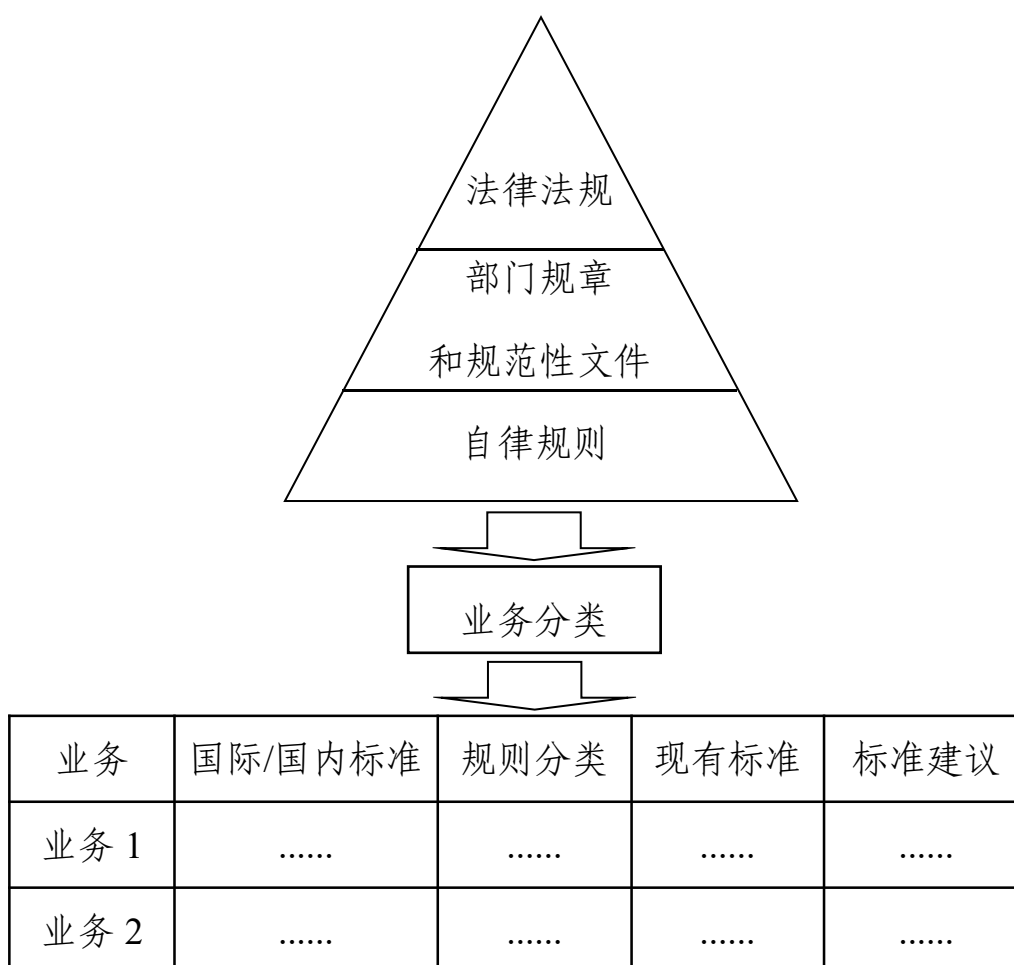 法律法规
部门规章
和规范性文件
自律规则
业务分类
业务 国际/国内标准 规则分类 现有标准 标准建议
业务 1 ...... ...... ...... ......
业务 2 ...... ...... ...... ......